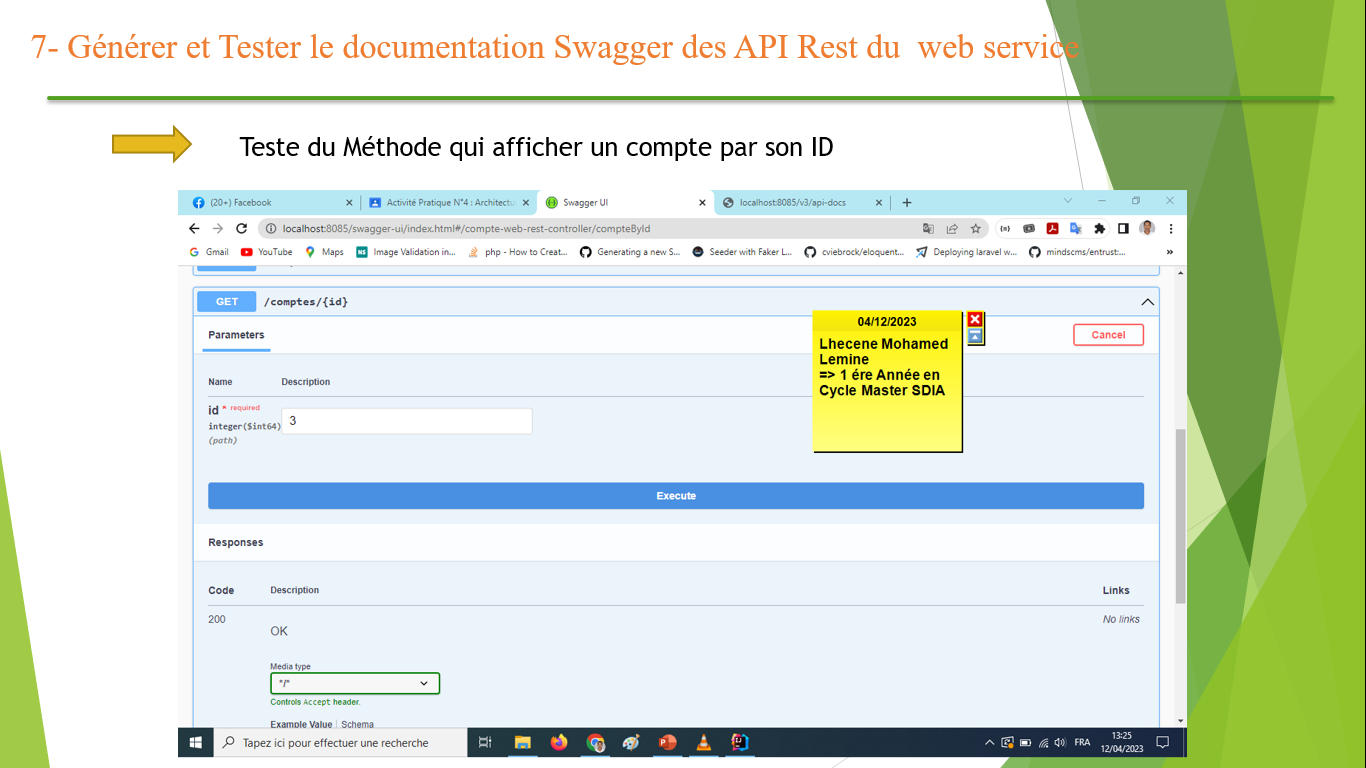 7- Générer et Tester le documentation Swagger des API Rest du  web service
Teste du Méthode qui afficher un compte par son ID
(20+) Facebook
Activité Pratique N°4 : Architectu
Swagger UI
localhost:8085/v3/api-docs
localhost:8085/swagger-ui/index.html#/compte-web-rest-controller/compteById
Gmail
YouTube
Maps
NS
Image Validation in...
php - How to Creat...
Generating a new S...
Seeder with Faker L...
cviebrock/eloquent...
Deploying laravel w...
mindscms/entrust:...
»
GET
/comptes/{id}
Parameters
Cancel
04/12/2023
Lhecene Mohamed
Lemine
=> 1 ére Année en
Cycle Master SDIA
Name
Description
id * required
integer($int64)
(path)
3
Execute
Responses
Code
Description
Links
200
OK
No links
Media type
*/*
Controls Accept header.
Example Value | Schema
Tapez ici pour effectuer une recherche
FRA
13:25
12/04/2023